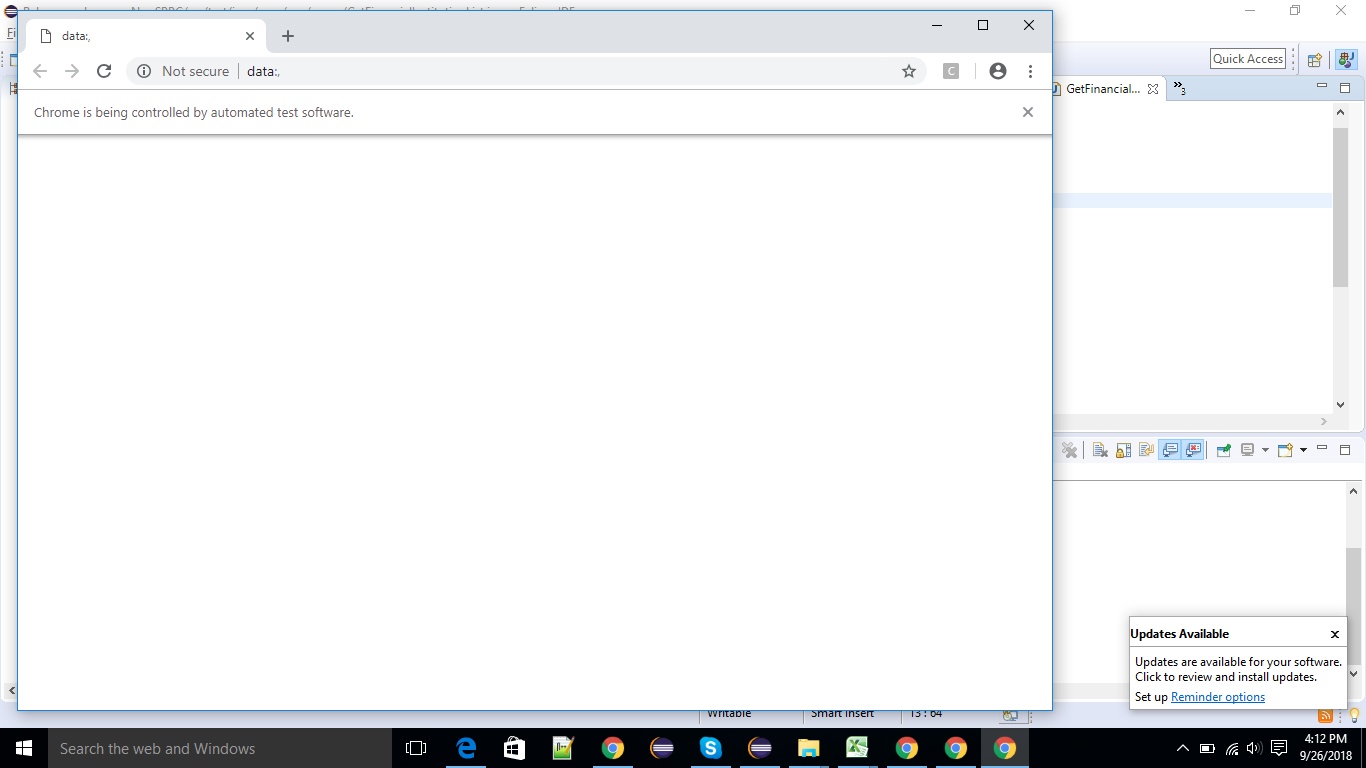 data:,
Not secure
data:,
Chrome is being controlled by automated test software.
Fi
Quick Access
GetFinancial...
3
Updates Available
Updates are available for your software.
Click to review and install updates.
Set up Reminder options
Writable
Smart Insert
13 : 64
Search the web and Windows
4:12 PM
9/26/2018